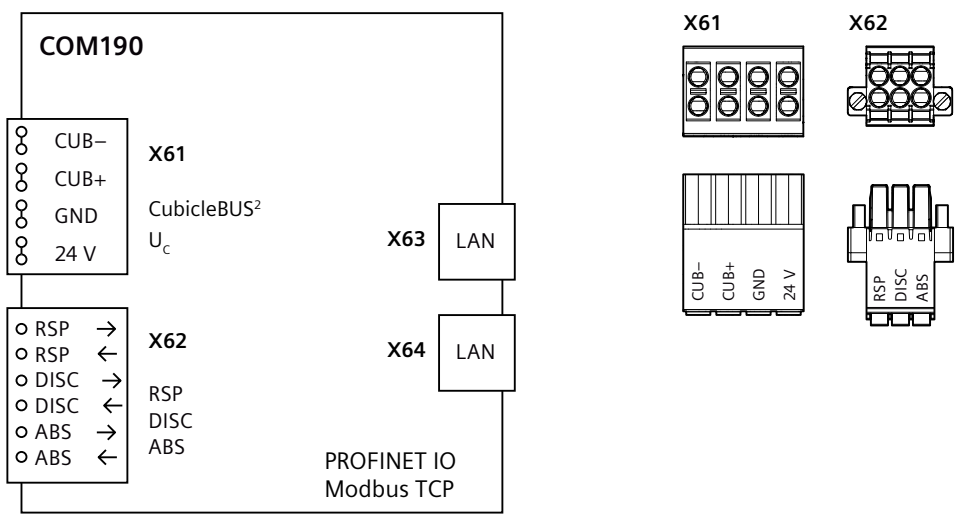 COM190
CUB–
CUB+
GND
24 V
X61
CubicleBUS²
U_C
RSP →
RSP ←
DISC →
DISC ←
ABS →
ABS ←
X62
RSP
DISC
ABS
X63
LAN
X64
LAN
PROFINET IO
Modbus TCP
X61
X62
CUB–
CUB+
GND
24 V
RSP
DISC
ABS